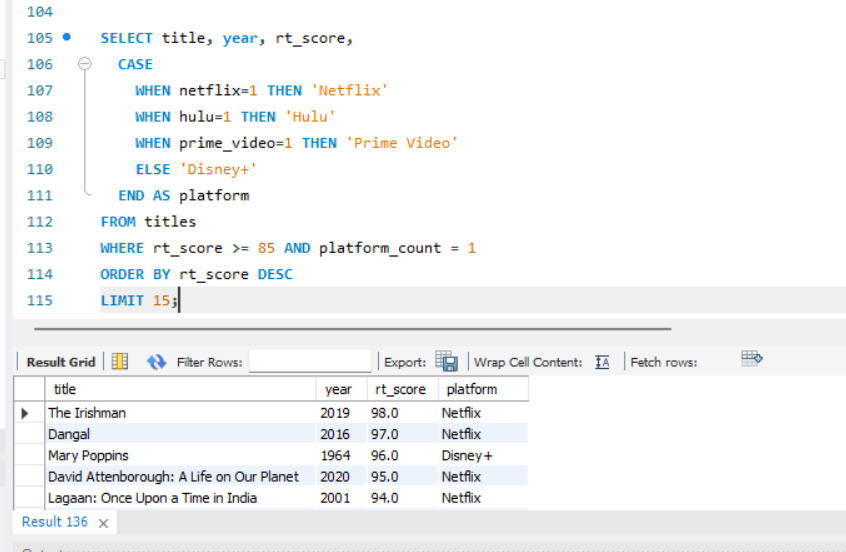 104
105 SELECT title, year, rt_score,
106 CASE
107 WHEN netflix=1 THEN 'Netflix'
108 WHEN hulu=1 THEN 'Hulu'
109 WHEN prime_video=1 THEN 'Prime Video'
110 ELSE 'Disney+'
111 END AS platform
112 FROM titles
113 WHERE rt_score >= 85 AND platform_count = 1
114 ORDER BY rt_score DESC
115 LIMIT 15;
Result Grid Filter Rows: Export: Wrap Cell Content: Fetch rows:
title year rt_score platform
The Irishman 2019 98.0 Netflix
Dangal 2016 97.0 Netflix
Mary Poppins 1964 96.0 Disney+
David Attenborough: A Life on Our Planet 2020 95.0 Netflix
Lagaan: Once Upon a Time in India 2001 94.0 Netflix
Result 136